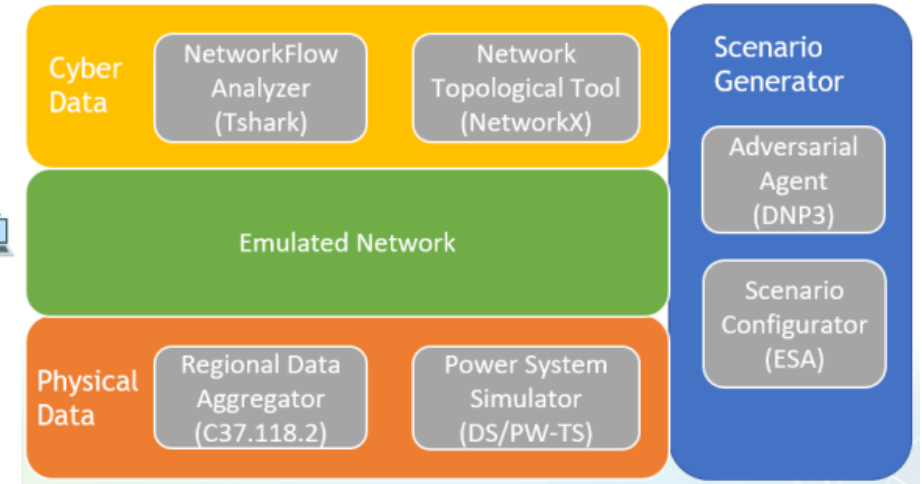 Cyber
Data
NetworkFlow
Analyzer
(Tshark)
Network
Topological Tool
(NetworkX)
Scenario
Generator
Adversarial
Agent
(DNP3)
Emulated Network
Scenario
Configurator
(ESA)
Physical
Data
Regional Data
Aggregator
(C37.118.2)
Power System
Simulator
(DS/PW-TS)